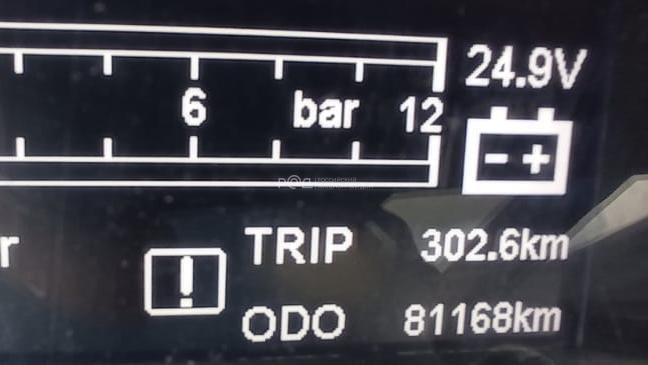 24.9V
6 bar 12
- +
r
TRIP 302.6km
!
ODO 81168km